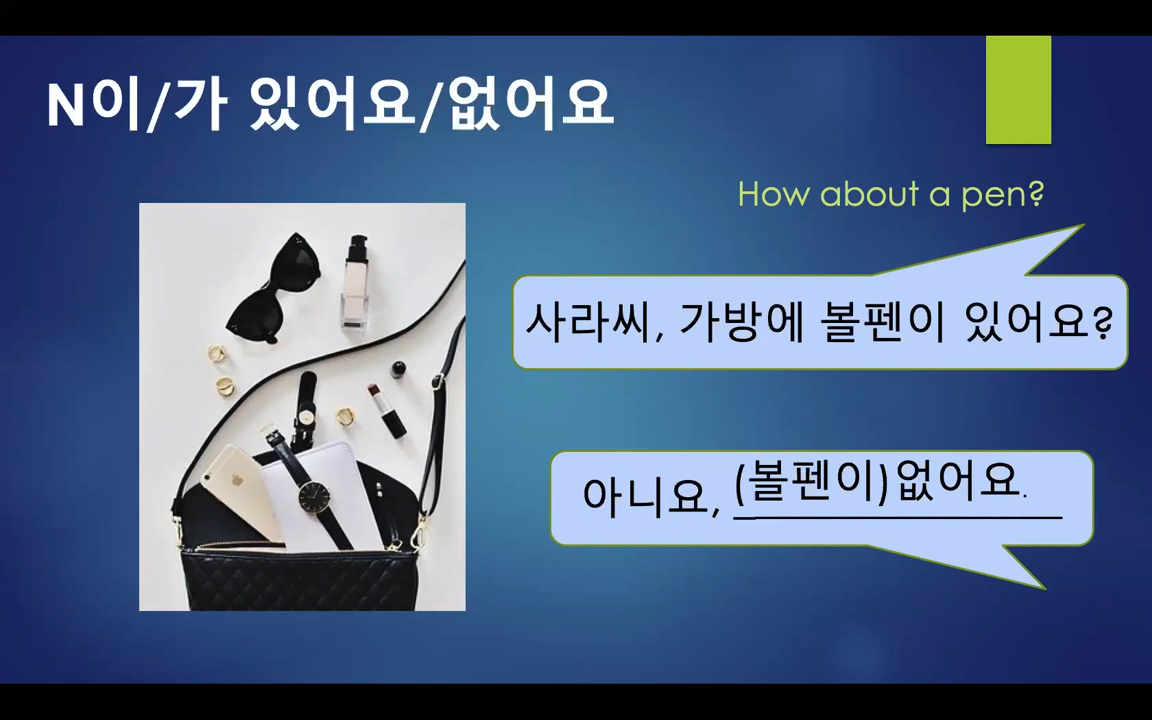 N이/가 있어요/없어요
How about a pen?
사라씨, 가방에 볼펜이 있어요?
아니요, (볼펜이)없어요.